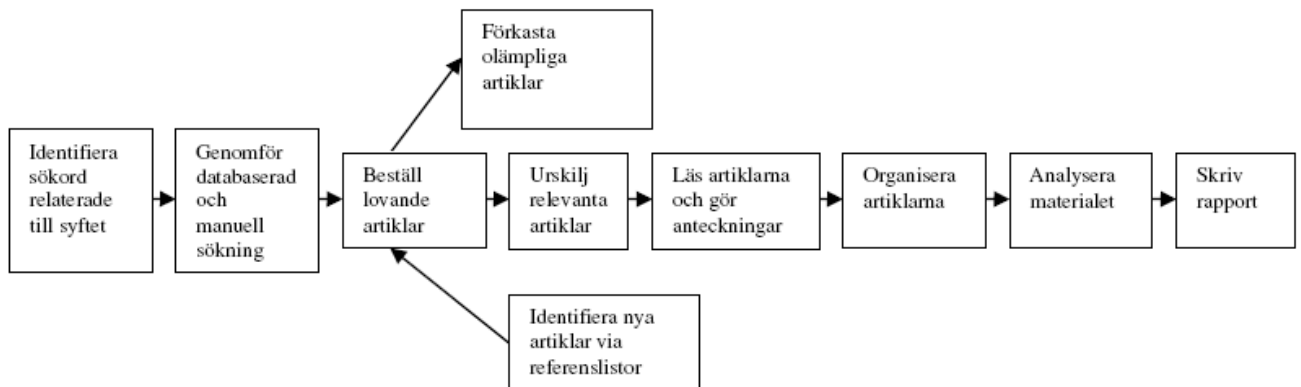 Förkasta
olämpliga
artiklar
Identifiera
sökord
relaterade
till syftet
Genomför
databaserad
och
manuell
sökning
Beställ
lovande
artiklar
Urskilj
relevanta
artiklar
Läs artiklarna
och gör
anteckningar
Organisera
artiklarna
Analysera
materialet
Skriv
rapport
Identifiera nya
artiklar via
referenslistor